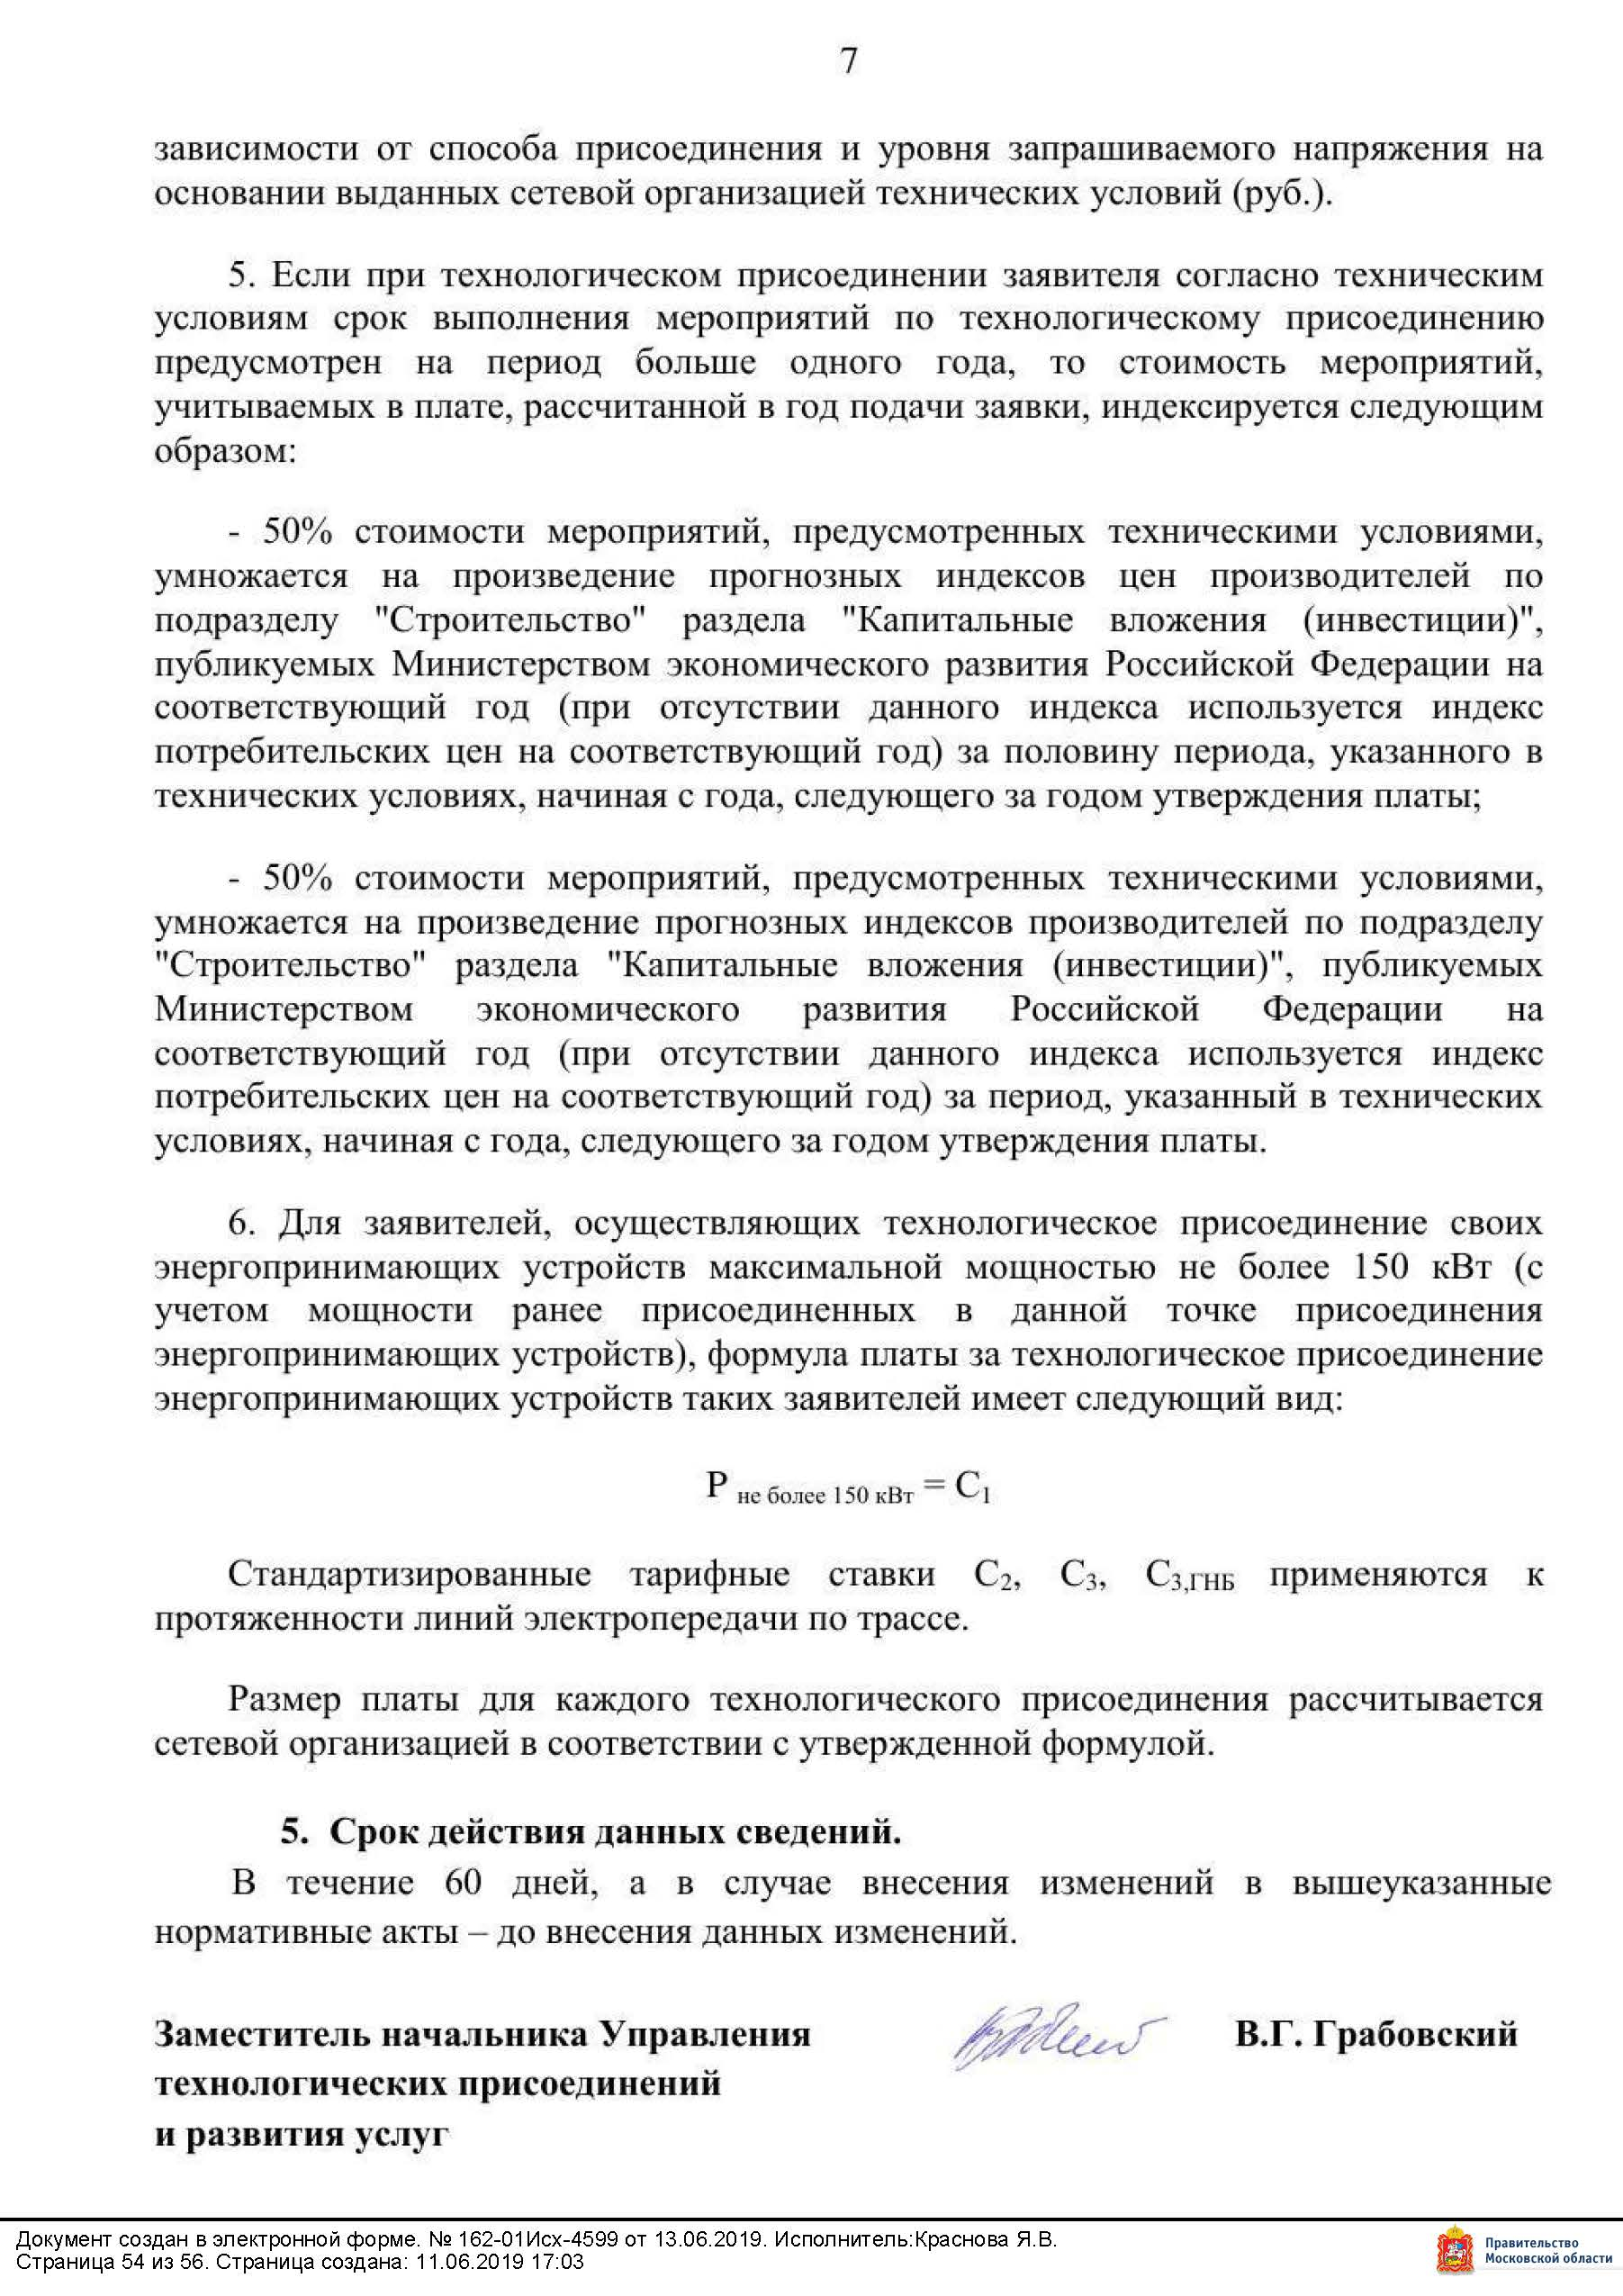 7
зависимости от способа присоединения и уровня запрашиваемого напряжения на
основании выданных сетевой организацией технических условий (руб.).
5. Если при технологическом присоединении заявителя согласно техническим
условиям срок выполнения мероприятий по технологическому присоединению
предусмотрен на период больше одного года, то стоимость мероприятий,
учитываемых в плате, рассчитанной в год подачи заявки, индексируется следующим
образом:
- 50% стоимости мероприятий, предусмотренных техническими условиями,
умножается на произведение прогнозных индексов цен производителей по
подразделу "Строительство" раздела "Капитальные вложения (инвестиции)",
публикуемых Министерством экономического развития Российской Федерации на
соответствующий год (при отсутствии данного индекса используется индекс
потребительских цен на соответствующий год) за половину периода, указанного в
технических условиях, начиная с года, следующего за годом утверждения платы;
- 50% стоимости мероприятий, предусмотренных техническими условиями,
умножается на произведение прогнозных индексов производителей по подразделу
"Строительство" раздела "Капитальные вложения (инвестиции)", публикуемых
Министерством экономического развития Российской Федерации на
соответствующий год (при отсутствии данного индекса используется индекс
потребительских цен на соответствующий год) за период, указанный в технических
условиях, начиная с года, следующего за годом утверждения платы.
6. Для заявителей, осуществляющих технологическое присоединение своих
энергопринимающих устройств максимальной мощностью не более 150 кВт (с
учетом мощности ранее присоединенных в данной точке присоединения
энергопринимающих устройств), формула платы за технологическое присоединение
энергопринимающих устройств таких заявителей имеет следующий вид:
Р не более 150 кВт = С1
Стандартизированные тарифные ставки С2, С3, С3,ГНБ применяются к
протяженности линий электропередачи по трассе.
Размер платы для каждого технологического присоединения рассчитывается
сетевой организацией в соответствии с утвержденной формулой.
5. Срок действия данных сведений.
В течение 60 дней, а в случае внесения изменений в вышеуказанные
нормативные акты – до внесения данных изменений.
Заместитель начальника Управления В.Г. Грабовский
технологических присоединений
и развития услуг
Документ создан в электронной форме. № 162-01Исх-4599 от 13.06.2019. Исполнитель:Краснова Я.В.
Страница 54 из 56. Страница создана: 11.06.2019 17:03
Правительство
Московской области